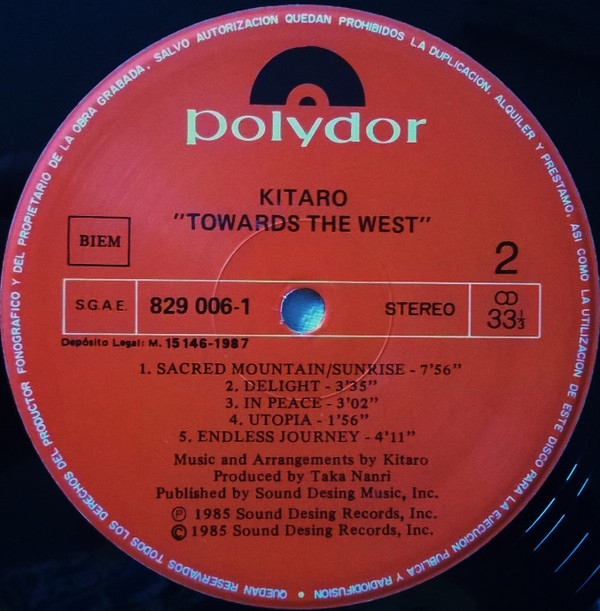 QUEDAN RESERVADOS TODOS LOS DERECHOS DEL PRODUCTOR FONOGRAFICO Y DEL PROPIETARIO DE LA OBRA GRABADA. SALVO AUTORIZACION QUEDAN PROHIBIDOS LA DUPLICACION, ALQUILER Y PRESTAMO, ASI COMO LA UTILIZACION DE ESTE DISCO PARA LA EJECUCION PUBLICA Y RADIODIFUSION •
polydor
KITARO
"TOWARDS THE WEST"
BIEM
2
S.G.A.E. 829 006-1 STEREO 33 1/3
Depósito Legal: M. 15146-1987
1. SACRED MOUNTAIN/SUNRISE - 7'56"
2. DELIGHT - 3'35"
3. IN PEACE - 3'02"
4. UTOPIA - 1'56"
5. ENDLESS JOURNEY - 4'11"
Music and Arrangements by Kitaro
Produced by Taka Nanri
Published by Sound Desing Music, Inc.
℗ 1985 Sound Desing Records, Inc.
© 1985 Sound Desing Records, Inc.